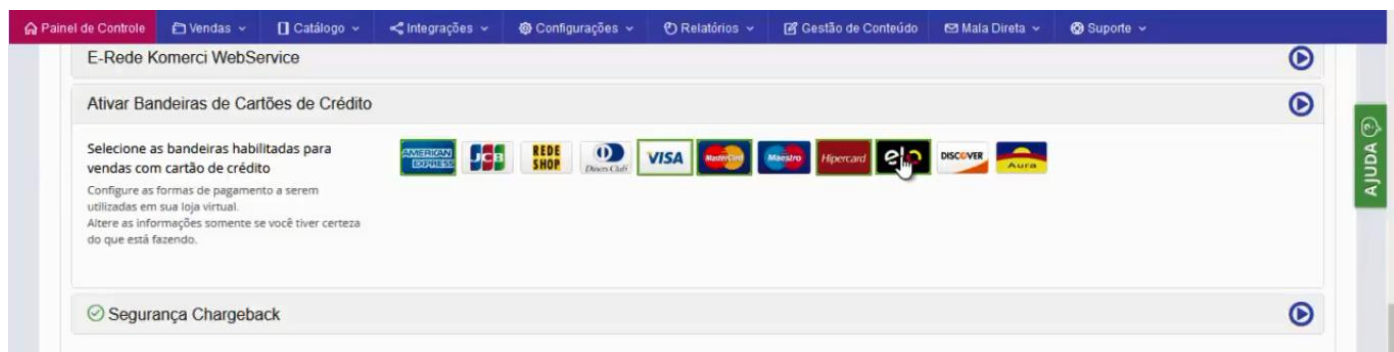 Painel de Controle Vendas Catálogo Integrações Configurações Relatórios Gestão de Conteúdo Mala Direta Suporte
E-Rede Komerci WebService
Ativar Bandeiras de Cartões de Crédito
Selecione as bandeiras habilitadas para
vendas com cartão de crédito
Configure as formas de pagamento a serem
utilizadas em sua loja virtual.
Altere as informações somente se você tiver certeza
do que está fazendo.
AMERICAN EXPRESS JCB REDE SHOP Diners Club VISA MasterCard Maestro Hipercard elo DISCOVER Aura
AJUDA ?
Segurança Chargeback